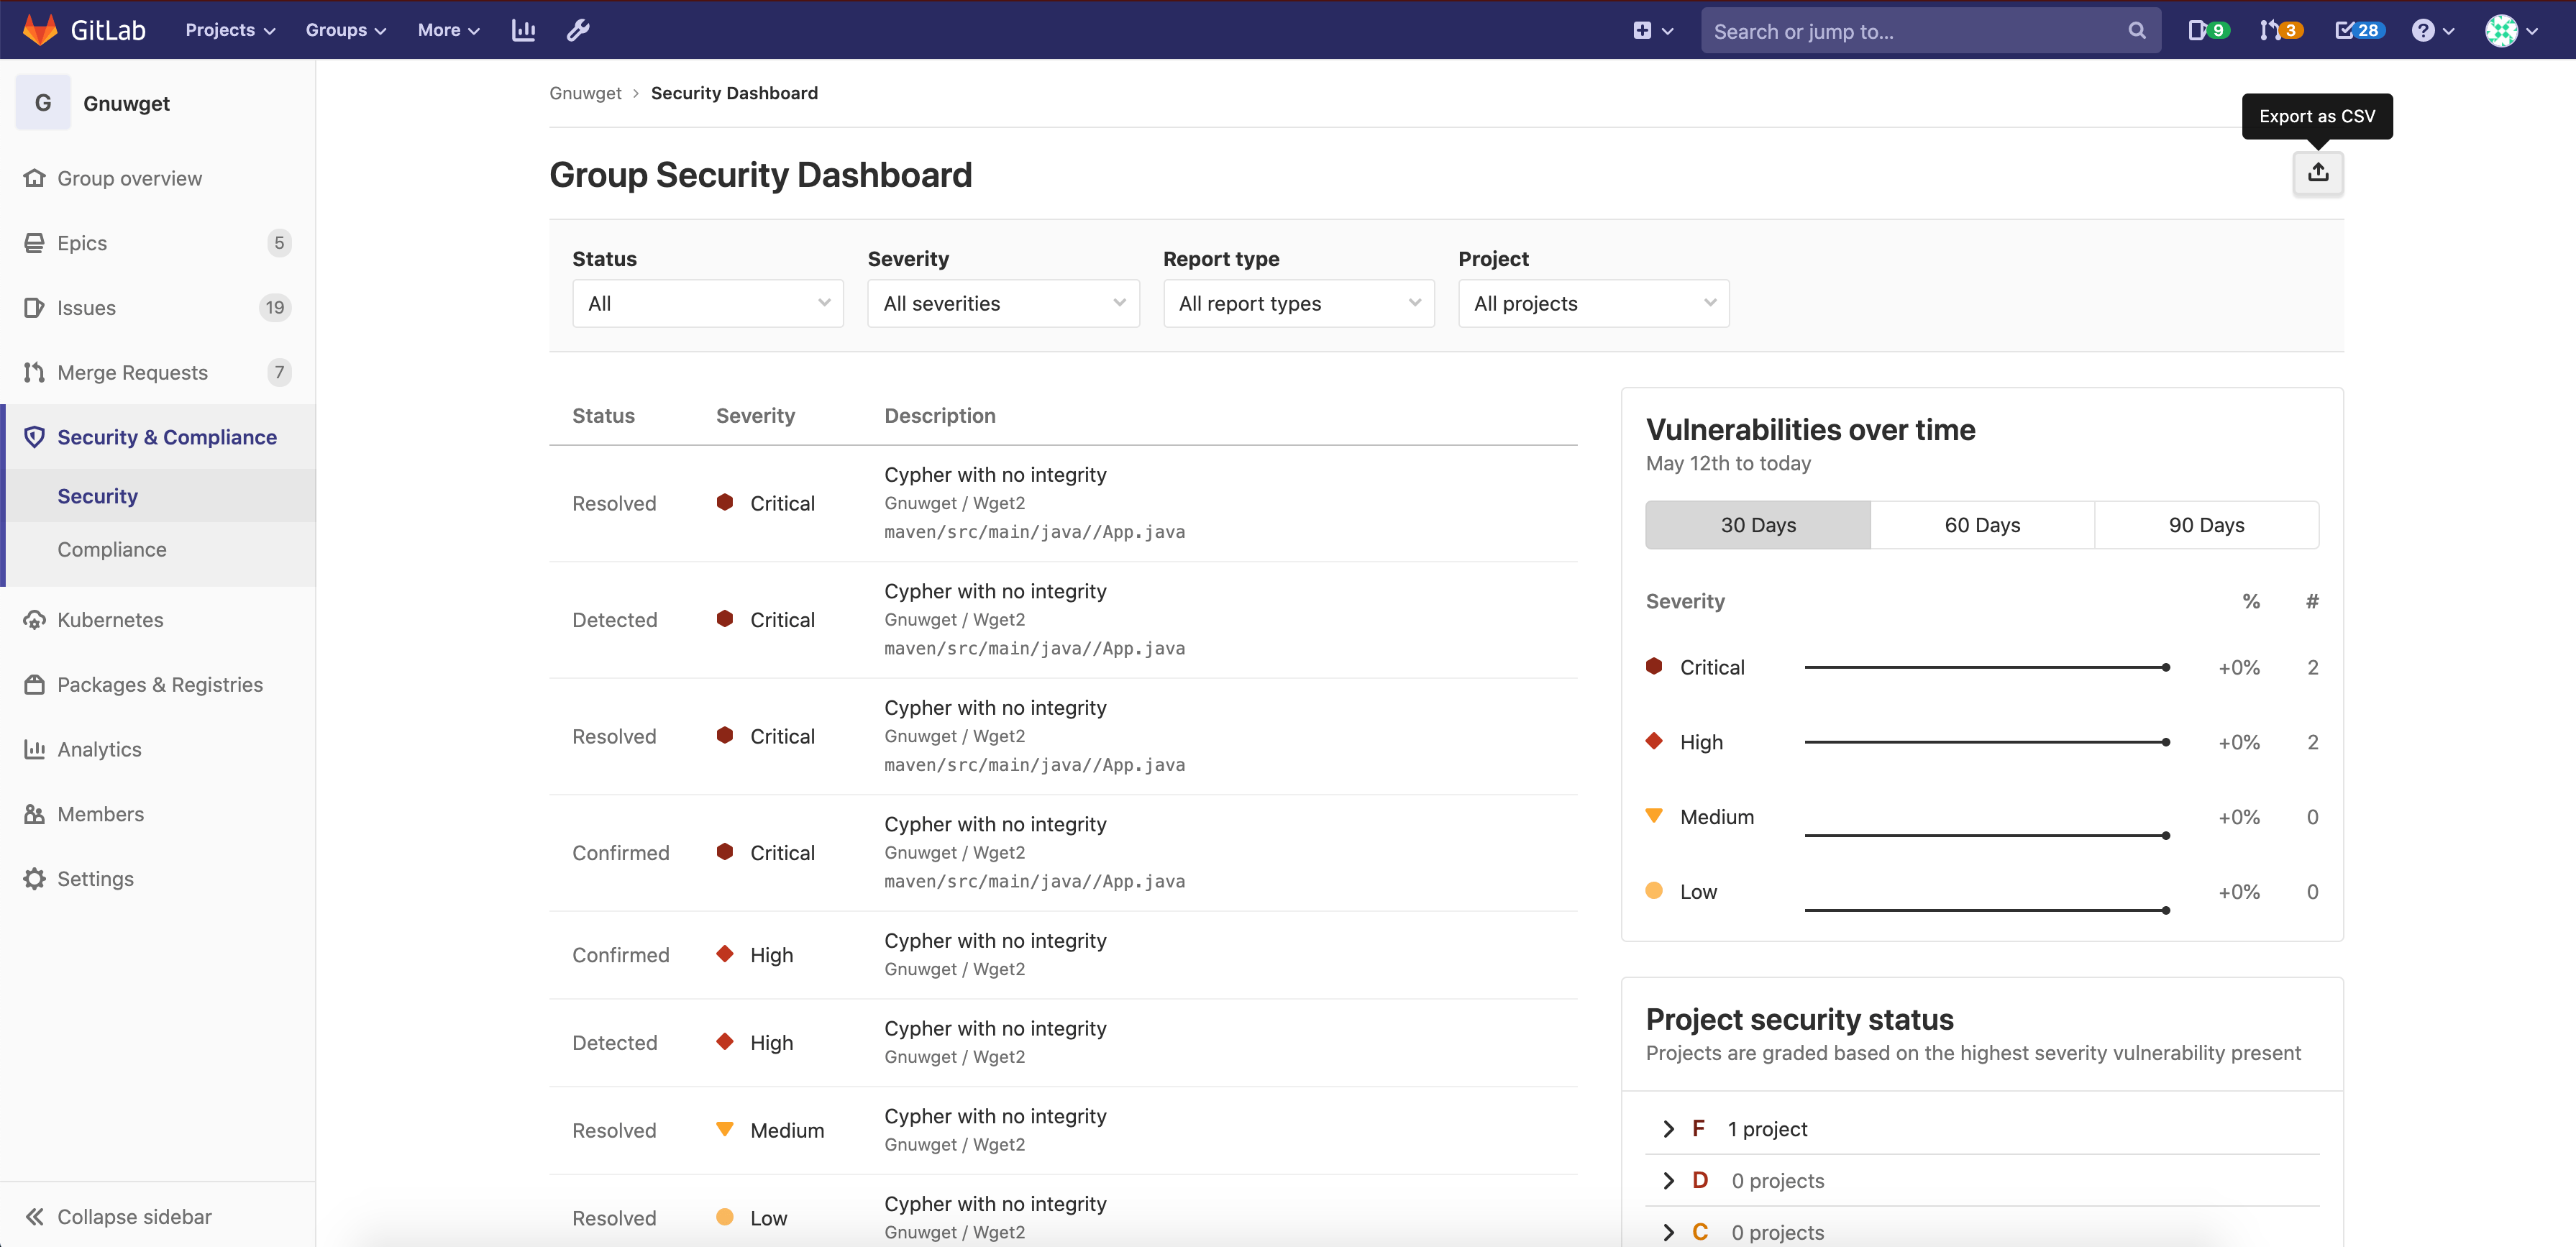 GitLab Projects Groups More Search or jump to... 9 3 28
G Gnuwget
Group overview
Epics 5
Issues 19
Merge Requests 7
Security & Compliance
Security
Compliance
Kubernetes
Packages & Registries
Analytics
Members
Settings
Collapse sidebar
Gnuwget > Security Dashboard
Export as CSV
Group Security Dashboard
Status Severity Report type Project
All All severities All report types All projects
Status Severity Description
Cypher with no integrity
Resolved Critical Gnuwget / Wget2
maven/src/main/java//App.java
Cypher with no integrity
Detected Critical Gnuwget / Wget2
maven/src/main/java//App.java
Cypher with no integrity
Resolved Critical Gnuwget / Wget2
maven/src/main/java//App.java
Cypher with no integrity
Confirmed Critical Gnuwget / Wget2
maven/src/main/java//App.java
Cypher with no integrity
Confirmed High
Gnuwget / Wget2
Cypher with no integrity
Detected High
Gnuwget / Wget2
Cypher with no integrity
Resolved Medium
Gnuwget / Wget2
Cypher with no integrity
Resolved Low
Gnuwget / Wget2
Vulnerabilities over time
May 12th to today
30 Days 60 Days 90 Days
Severity % #
Critical +0% 2
High +0% 2
Medium +0% 0
Low +0% 0
Project security status
Projects are graded based on the highest severity vulnerability present
F 1 project
D 0 projects
C 0 projects